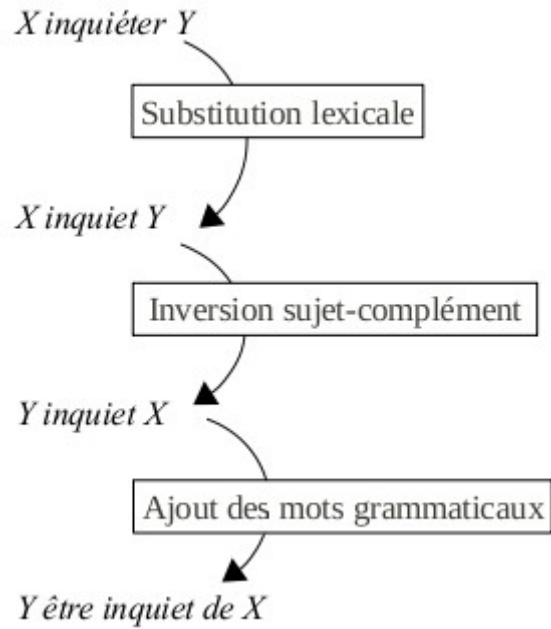 X inquiéter Y
Substitution lexicale
X inquiet Y
Inversion sujet-complément
Y inquiet X
Ajout des mots grammaticaux
Y être inquiet de X